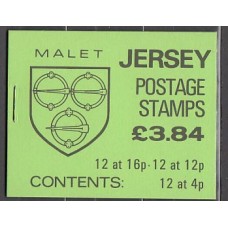 MALET
JERSEY
POSTAGE
STAMPS
£3.84
12 at 16p·12 at 12p
CONTENTS: 12 at 4p